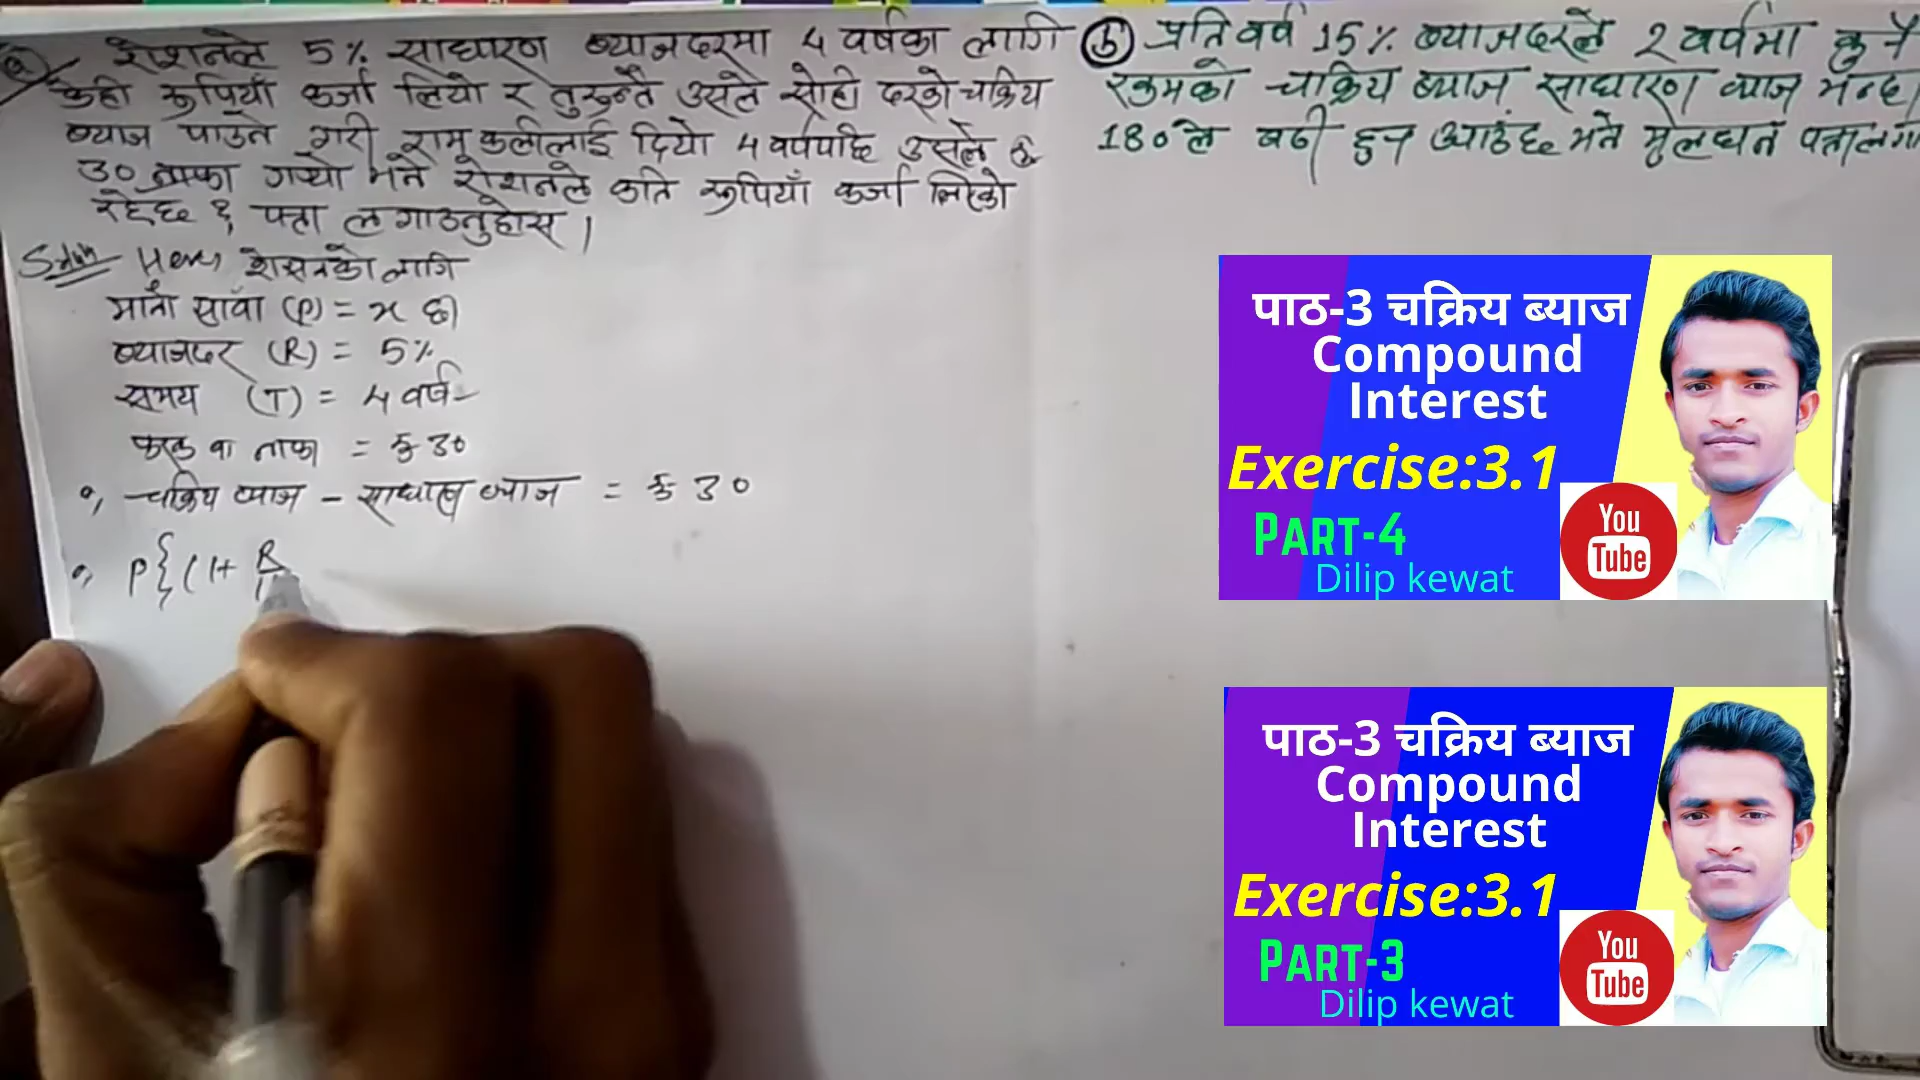 रोशनले 5% साधारण ब्याजदरमा 4 वर्षका लागि
केही रूपियाँ कर्जा लियो र तुरुन्तै उसले सोही दरको चक्रिय
ब्याज पाउने गरी रामु कलीलाई दियो 4 वर्षपछि उसले रु
30 नाफा गर्यो भने रोशनले कति रूपियाँ कर्जा लिएको
रहेछ ? पत्ता लगाउनुहोस ।
Soln Here, रोशनको लागि
मानौ साँवा (P) = x छ।
ब्याजदर (R) = 5%
समय (T) = 4 वर्ष
फरक वा नाफा = रु 30
चक्रिय ब्याज - साधारण ब्याज = रु 30
P{(1+ R
b) प्रतिवर्ष 15% ब्याजदरले 2 वर्षमा कुनै
रकमको चक्रिय ब्याज साधारण ब्याज भन्दा
180 ले बढी हुन आउँछ भने मुलधन पत्ता लगा
पाठ-3 चक्रिय ब्याज
Compound
Interest
Exercise:3.1
PART-4
Dilip kewat
You
Tube
पाठ-3 चक्रिय ब्याज
Compound
Interest
Exercise:3.1
PART-3
Dilip kewat
You
Tube